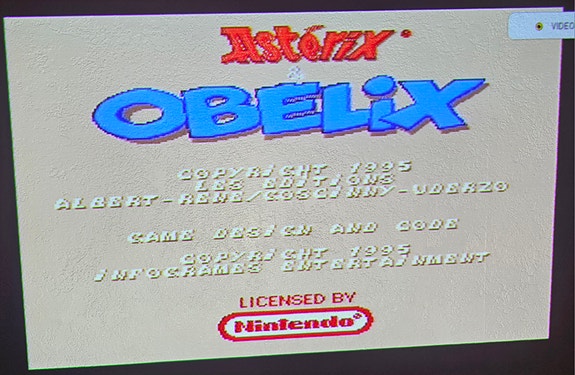 Astérix
&
OBELIX
COPYRIGHT 1995
LES EDITIONS
ALBERT-RENE/GOSCINNY-UDERZO
GAME DESIGN AND CODE
COPYRIGHT 1995
INFOGRAMES ENTERTAINMENT
LICENSED BY
Nintendo®
VIDEO